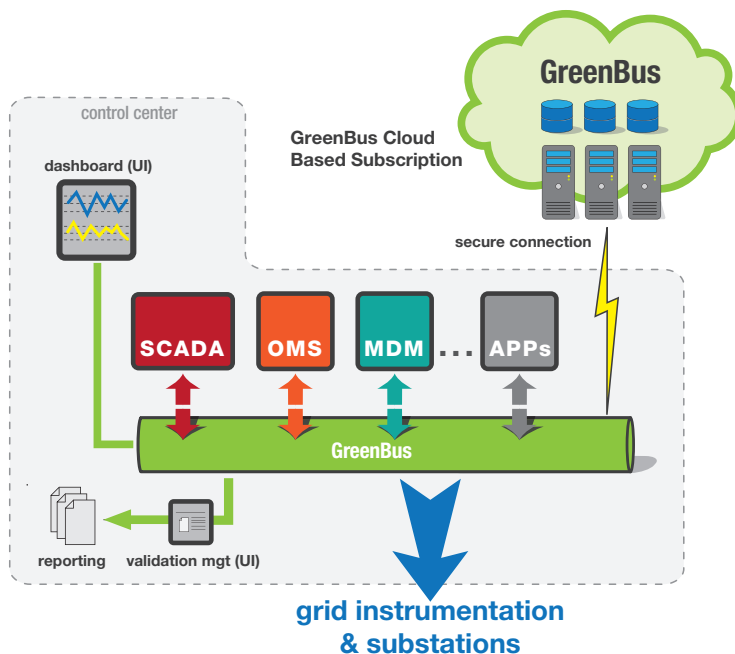 GreenBus
control center
GreenBus Cloud
Based Subscription
dashboard (UI)
secure connection
SCADA
OMS
MDM
...
APPs
GreenBus
reporting
validation mgt (UI)
grid instrumentation
& substations